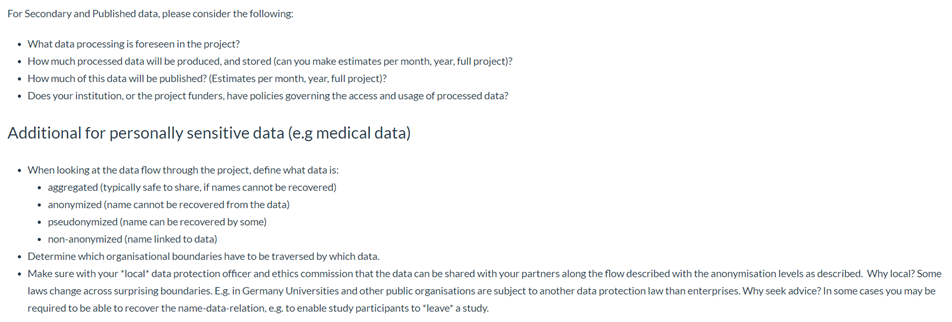 For Secondary and Published data, please consider the following:
• What data processing is foreseen in the project?
• How much processed data will be produced, and stored (can you make estimates per month, year, full project)?
• How much of this data will be published? (Estimates per month, year, full project)?
• Does your institution, or the project funders, have policies governing the access and usage of processed data?
Additional for personally sensitive data (e.g medical data)
• When looking at the data flow through the project, define what data is:
• aggregated (typically safe to share, if names cannot be recovered)
• anonymized (name cannot be recovered from the data)
• pseudonymized (name can be recovered by some)
• non-anonymized (name linked to data)
• Determine which organisational boundaries have to be traversed by which data.
• Make sure with your *local* data protection officer and ethics commission that the data can be shared with your partners along the flow described with the anonymisation levels as described. Why local? Some
laws change across surprising boundaries. E.g. in Germany Universities and other public organisations are subject to another data protection law than enterprises. Why seek advice? In some cases you may be
required to be able to recover the name-data-relation, e.g. to enable study participants to *leave* a study.